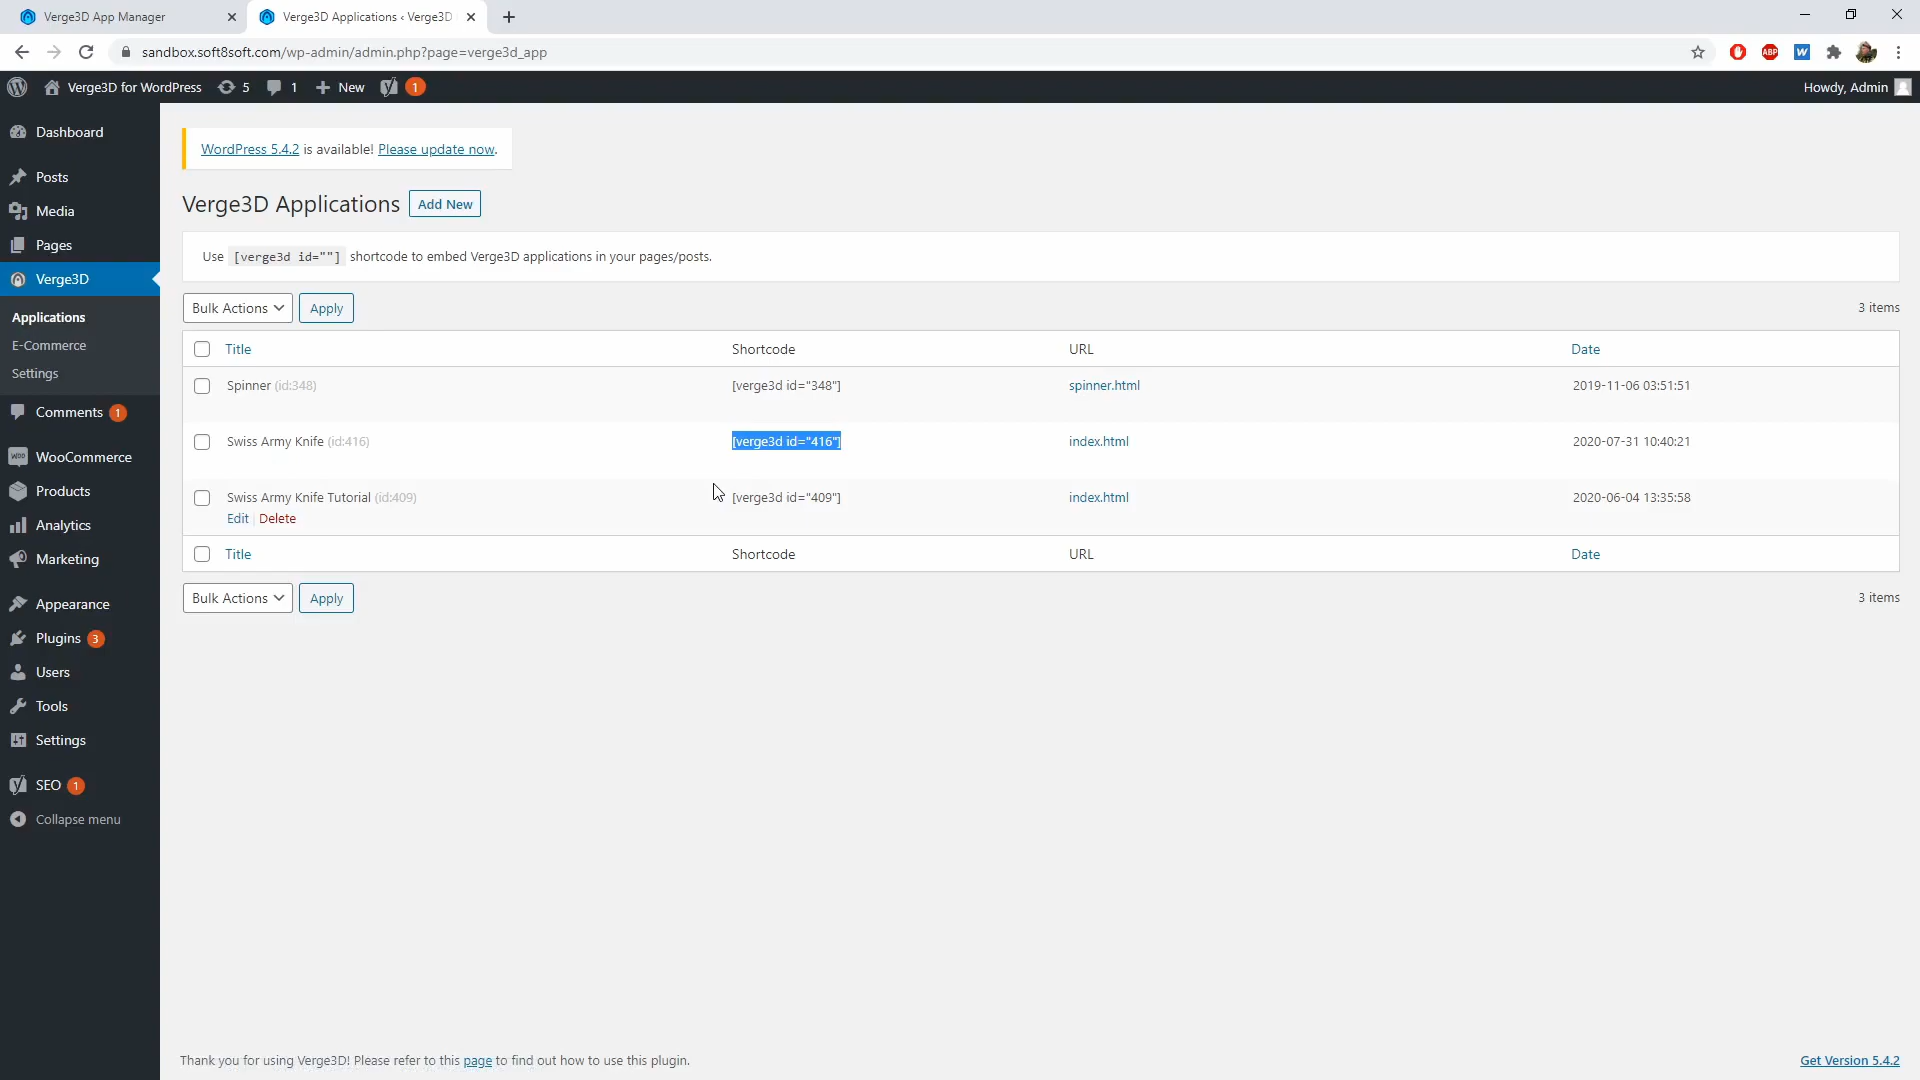 Verge3D App Manager
Verge3D Applications ‹ Verge3D
sandbox.soft8soft.com/wp-admin/admin.php?page=verge3d_app
ABP
W
Verge3D for WordPress 5 1 New 1
Howdy, Admin
Dashboard
Posts
Media
Pages
Verge3D
Applications
E-Commerce
Settings
Comments 1
WooCommerce
Products
Analytics
Marketing
Appearance
Plugins 3
Users
Tools
Settings
SEO 1
Collapse menu
WordPress 5.4.2 is available! Please update now.
Verge3D Applications Add New
Use [verge3d id=""] shortcode to embed Verge3D applications in your pages/posts.
Bulk Actions Apply 3 items
Title Shortcode URL Date
Spinner (id:348) [verge3d id="348"] spinner.html 2019-11-06 03:51:51
Swiss Army Knife (id:416) [verge3d id="416"] index.html 2020-07-31 10:40:21
Swiss Army Knife Tutorial (id:409) [verge3d id="409"] index.html 2020-06-04 13:35:58
Edit | Delete
Title Shortcode URL Date
Bulk Actions Apply 3 items
Thank you for using Verge3D! Please refer to this page to find out how to use this plugin.
Get Version 5.4.2